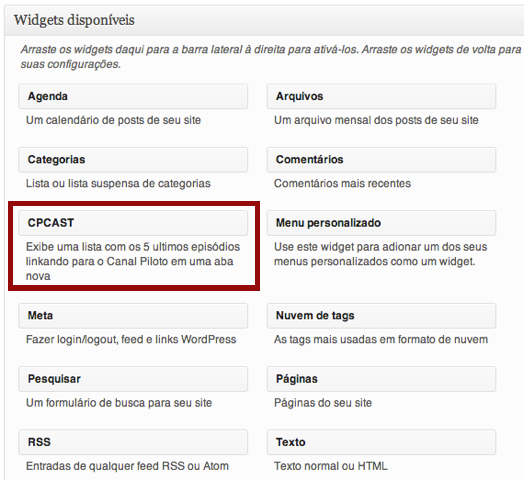 Widgets disponíveis
Arraste os widgets daqui para a barra lateral à direita para ativá-los. Arraste os widgets de volta para
suas configurações.
Agenda
Um calendário de posts de seu site
Arquivos
Um arquivo mensal dos posts de seu site
Categorias
Lista ou lista suspensa de categorias
Comentários
Comentários mais recentes
CPCAST
Exibe uma lista com os 5 ultimos episódios
linkando para o Canal Piloto em uma aba
nova
Menu personalizado
Use este widget para adionar um dos seus
menus personalizados como um widget.
Meta
Fazer login/logout, feed e links WordPress
Nuvem de tags
As tags mais usadas em formato de nuvem
Pesquisar
Um formulário de busca para seu site
Páginas
Páginas do seu site
RSS
Entradas de qualquer feed RSS ou Atom
Texto
Texto normal ou HTML